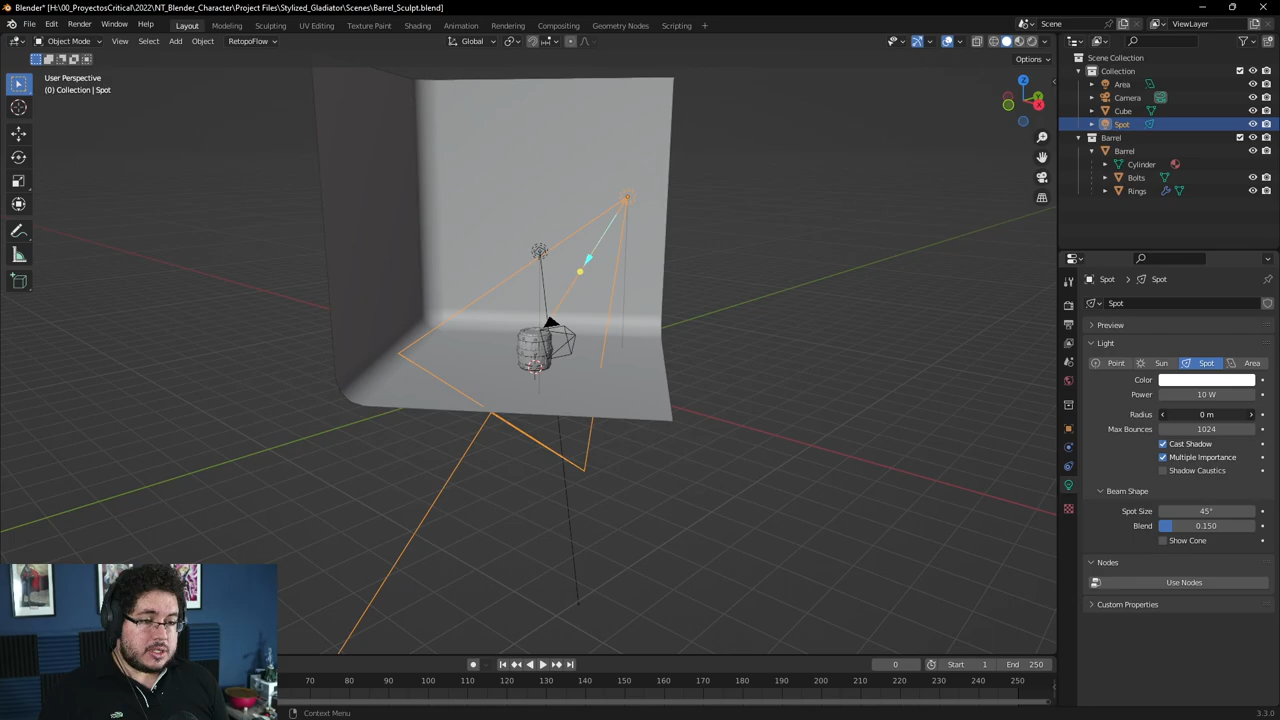 Blender* [H:\00_ProyectosCritical\2022\NT_Blender_Character\Project Files\Stylized_Gladiator\Scenes\Barrel_Sculpt.blend]
File Edit Render Window Help Layout Modeling Sculpting UV Editing Texture Paint Shading Animation Rendering Compositing Geometry Nodes Scripting + Scene ViewLayer
Object Mode View Select Add Object RetopoFlow Global
Options
User Perspective
(0) Collection | Spot
Z
Y
X
Scene Collection
Collection
Area
Camera
Cube
Spot
Barrel
Barrel
Cylinder
Bolts
Rings
Spot Spot
Spot
Preview
Light
Point Sun Spot Area
Color
Power 10 W
Radius 0 m
Max Bounces 1024
Cast Shadow
Multiple Importance
Shadow Caustics
Beam Shape
Spot Size 45°
Blend 0.150
Show Cone
Nodes
Use Nodes
Custom Properties
0 Start 1 End 250
70 80 90 100 110 120 130 140 150 160 170 180 190 200 210 220 230 240 250
Context Menu 3.3.0